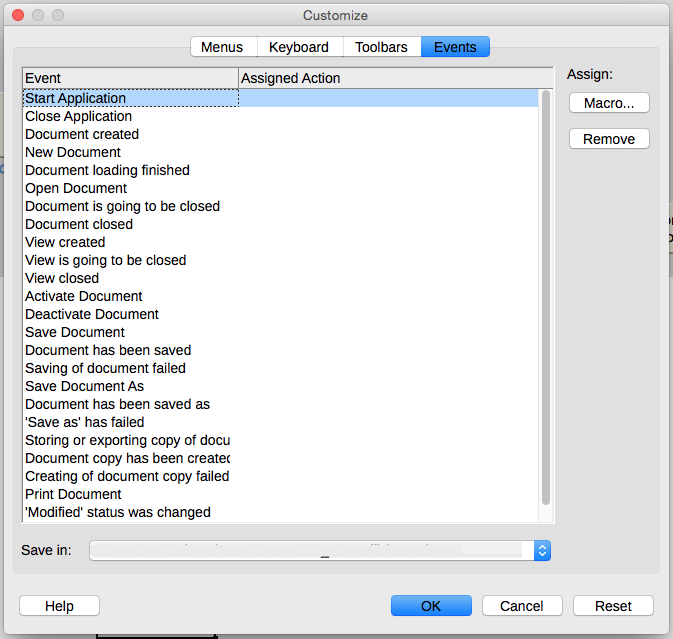 Customize
Menus Keyboard Toolbars Events
Event Assigned Action
Assign:
Start Application
Macro...
Close Application
Document created
Remove
New Document
Document loading finished
Open Document
Document is going to be closed
Document closed
View created
View is going to be closed
View closed
Activate Document
Deactivate Document
Save Document
Document has been saved
Saving of document failed
Save Document As
Document has been saved as
'Save as' has failed
Storing or exporting copy of docu
Document copy has been created
Creating of document copy failed
Print Document
'Modified' status was changed
Save in:
Help OK Cancel Reset